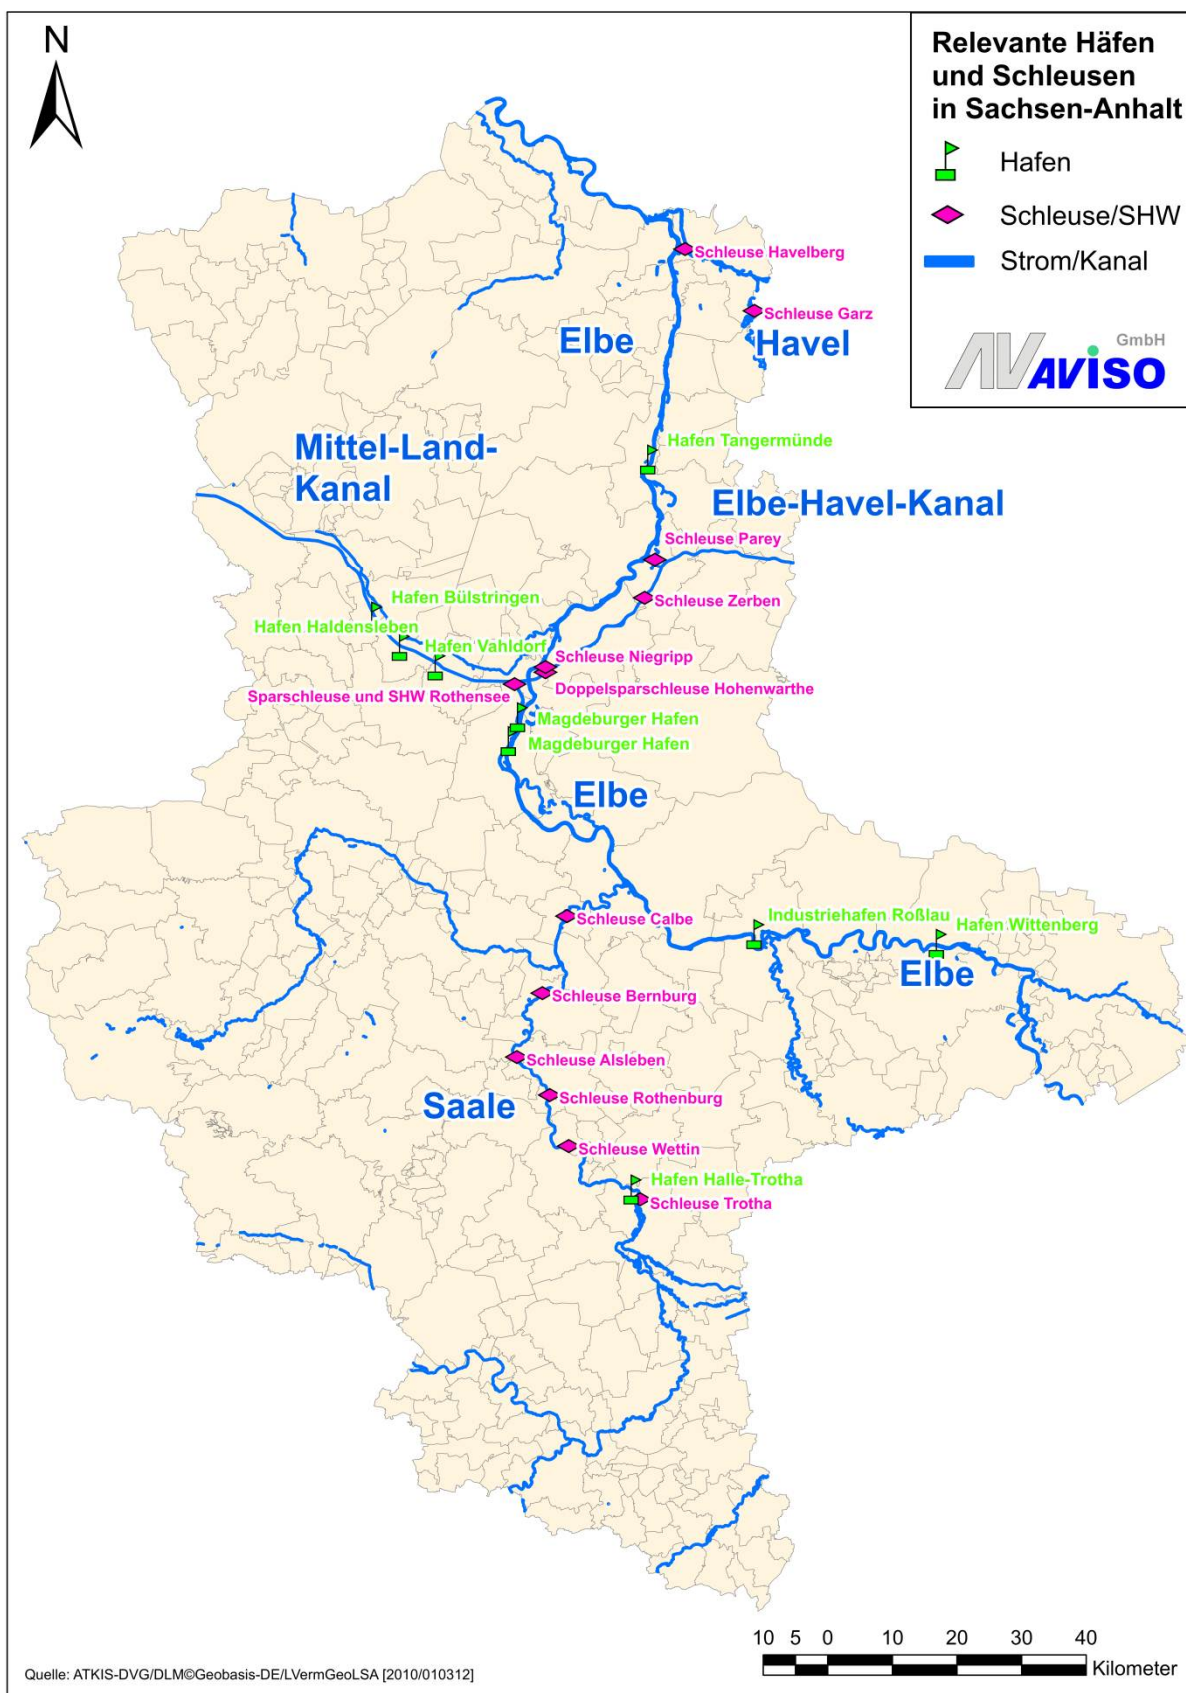 N
Relevante Häfen
und Schleusen
in Sachsen-Anhalt
Hafen
Schleuse/SHW
Strom/Kanal
GmbH
AVISO
Schleuse Havelberg
Schleuse Garz
Elbe
Havel
Hafen Tangermünde
Mittel-Land-
Kanal
Elbe-Havel-Kanal
Schleuse Parey
Hafen Bülstringen
Schleuse Zerben
Hafen Haldensleben
Hafen Vahldorf
Schleuse Niegripp
Doppelsparschleuse Hohenwarthe
Sparschleuse und SHW Rothensee
Magdeburger Hafen
Magdeburger Hafen
Elbe
Schleuse Calbe
Industriehafen Roßlau
Hafen Wittenberg
Elbe
Schleuse Bernburg
Schleuse Alsleben
Schleuse Rothenburg
Saale
Schleuse Wettin
Hafen Halle-Trotha
Schleuse Trotha
10 5 0 10 20 30 40
Kilometer
Quelle: ATKIS-DVG/DLM©Geobasis-DE/LVermGeoLSA [2010/010312]